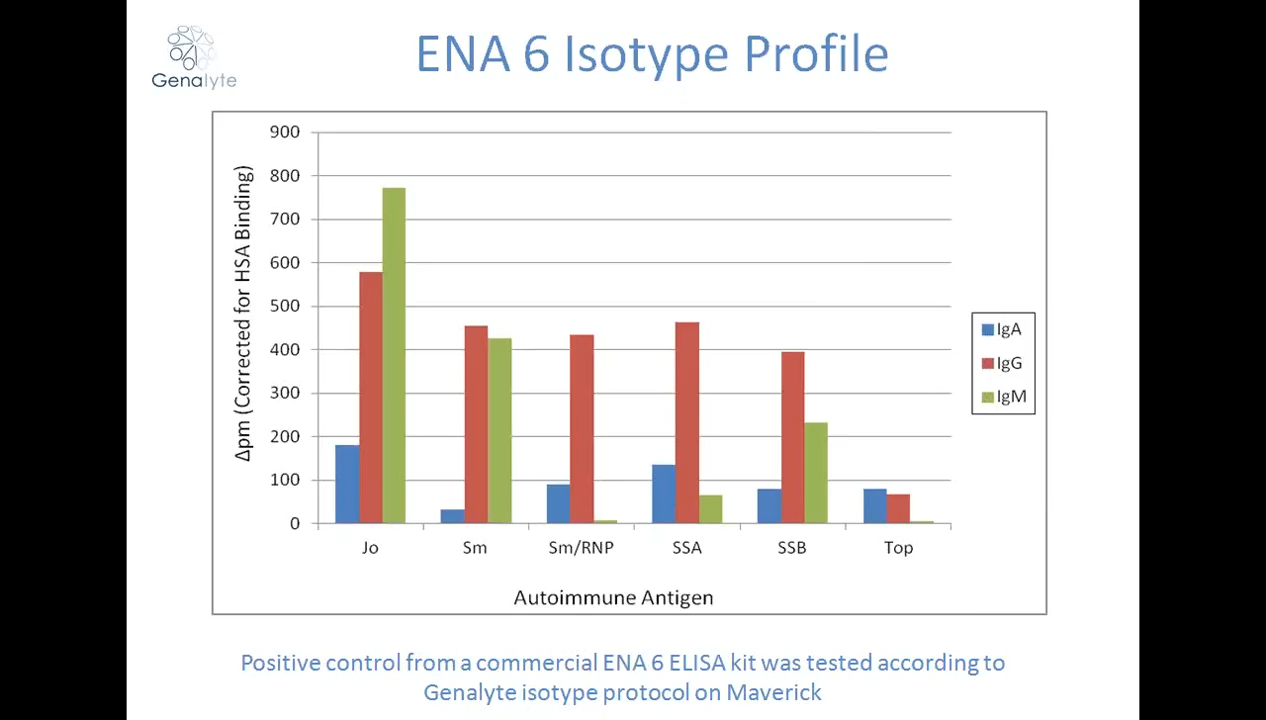 Genalyte
ENA 6 Isotype Profile
900
800
700
600
500
400
300
200
100
0
Δpm (Corrected for HSA Binding)
Jo
Sm
Sm/RNP
SSA
SSB
Top
Autoimmune Antigen
IgA
IgG
IgM
Positive control from a commercial ENA 6 ELISA kit was tested according to
Genalyte isotype protocol on Maverick